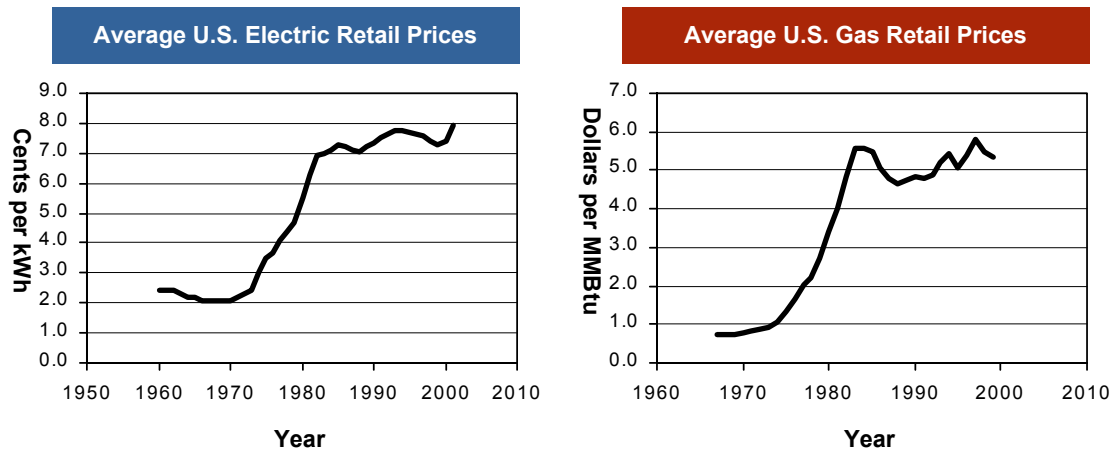 Average U.S. Electric Retail Prices
9.0
8.0
7.0
6.0
5.0
4.0
3.0
2.0
1.0
0.0
Cents per kWh
1950 1960 1970 1980 1990 2000 2010
Year
Average U.S. Gas Retail Prices
7.0
6.0
5.0
4.0
3.0
2.0
1.0
0.0
Dollars per MMBtu
1960 1970 1980 1990 2000 2010
Year